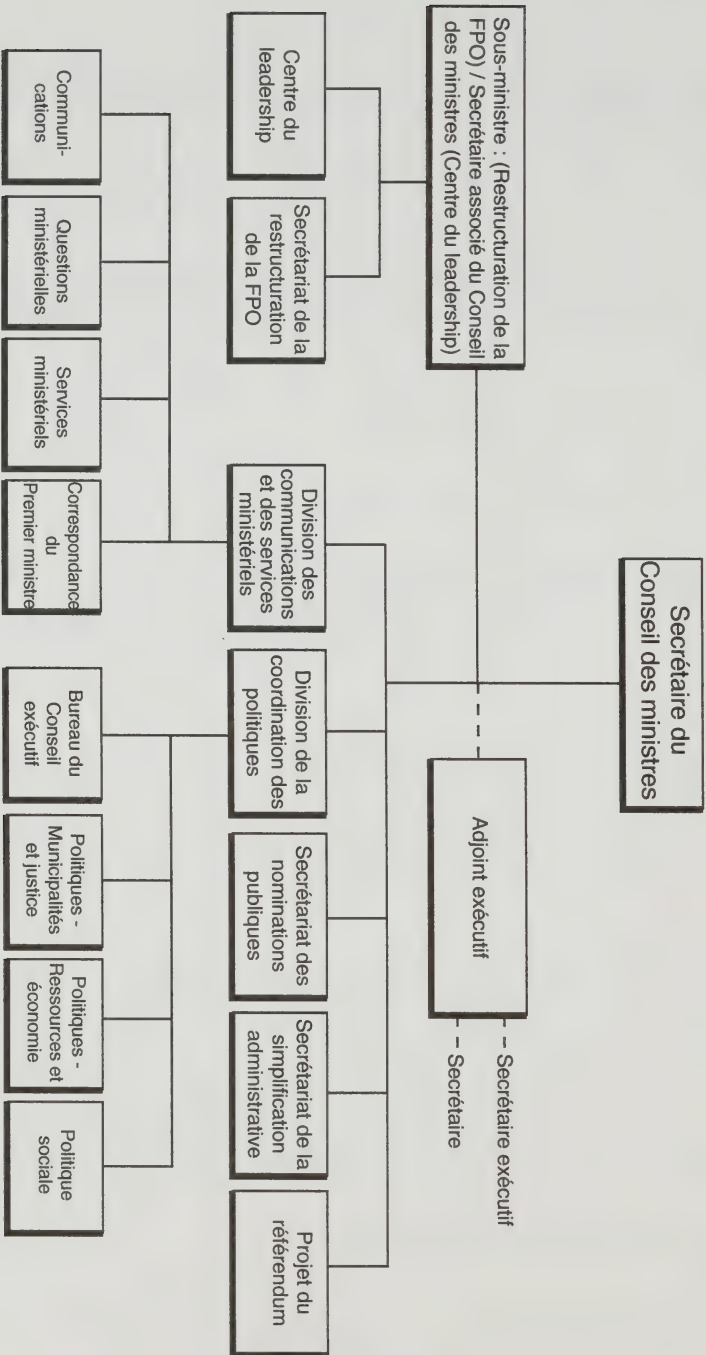 Secrétaire du
Conseil des ministres
Sous-ministre : (Restructuration de la
FPO) / Secrétaire associé du Conseil
des ministres (Centre du leadership)
Adjoint exécutif
– Secrétaire exécutif
– Secrétaire
Centre du
leadership
Secrétariat de la
restructuration
de la FPO
Division des
communications
et des services
ministériels
Division de la
coordination des
politiques
Secrétariat des
nominations
publiques
Secrétariat de la
simplification
administrative
Projet du
référendum
Communi-
cations
Questions
ministérielles
Services
ministériels
Correspondance
du
Premier ministre
Bureau du
Conseil
exécutif
Politiques -
Municipalités
et justice
Politiques -
Ressources et
économie
Politique
sociale